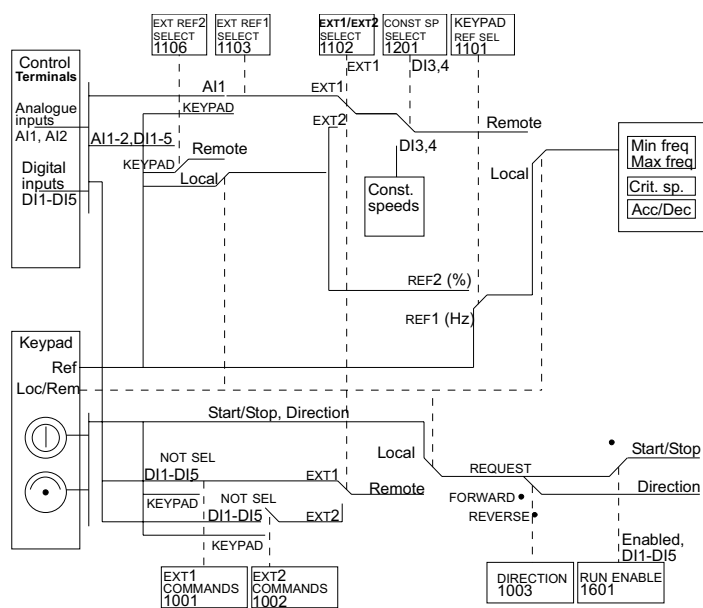 EXT REF2
SELECT
1106
EXT REF1
SELECT
1103
EXT1/EXT2
SELECT
1102
CONST SP
SELECT
1201
KEYPAD
REF SEL
1101
Control
Terminals
Analogue
inputs
AI1, AI2
Digital
inputs
DI1-DI5
EXT1
DI3,4
AI1
EXT1
KEYPAD
EXT2
AI1-2,DI1-5
Remote
KEYPAD
Local
Remote
DI3,4
Const.
speeds
Local
Min freq
Max freq
Crit. sp.
Acc/Dec
REF2 (%)
REF1 (Hz)
Keypad
Ref
Loc/Rem
Start/Stop, Direction
Local
NOT SEL
DI1-DI5
EXT1
KEYPAD
NOT SEL
DI1-DI5
EXT2
KEYPAD
Remote
REQUEST
Start/Stop
Direction
FORWARD
REVERSE
Enabled,
DI1-DI5
EXT1
COMMANDS
1001
EXT2
COMMANDS
1002
DIRECTION
1003
RUN ENABLE
1601